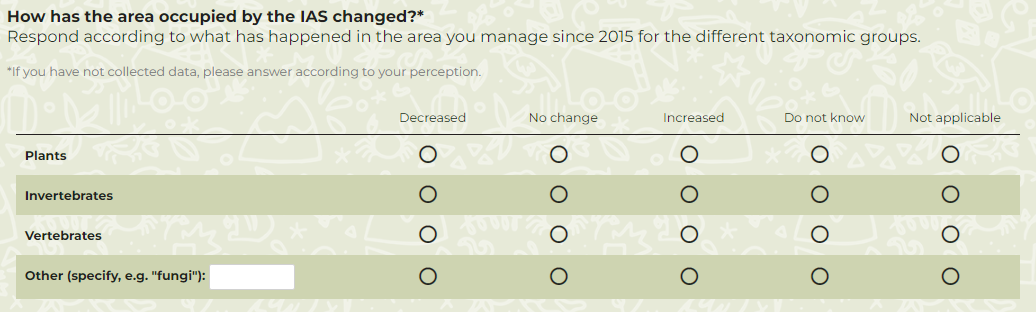 How has the area occupied by the IAS changed?*
Respond according to what has happened in the area you manage since 2015 for the different taxonomic groups.
*If you have not collected data, please answer according to your perception.
Decreased No change Increased Do not know Not applicable
Plants
Invertebrates
Vertebrates
Other (specify, e.g. "fungi"):